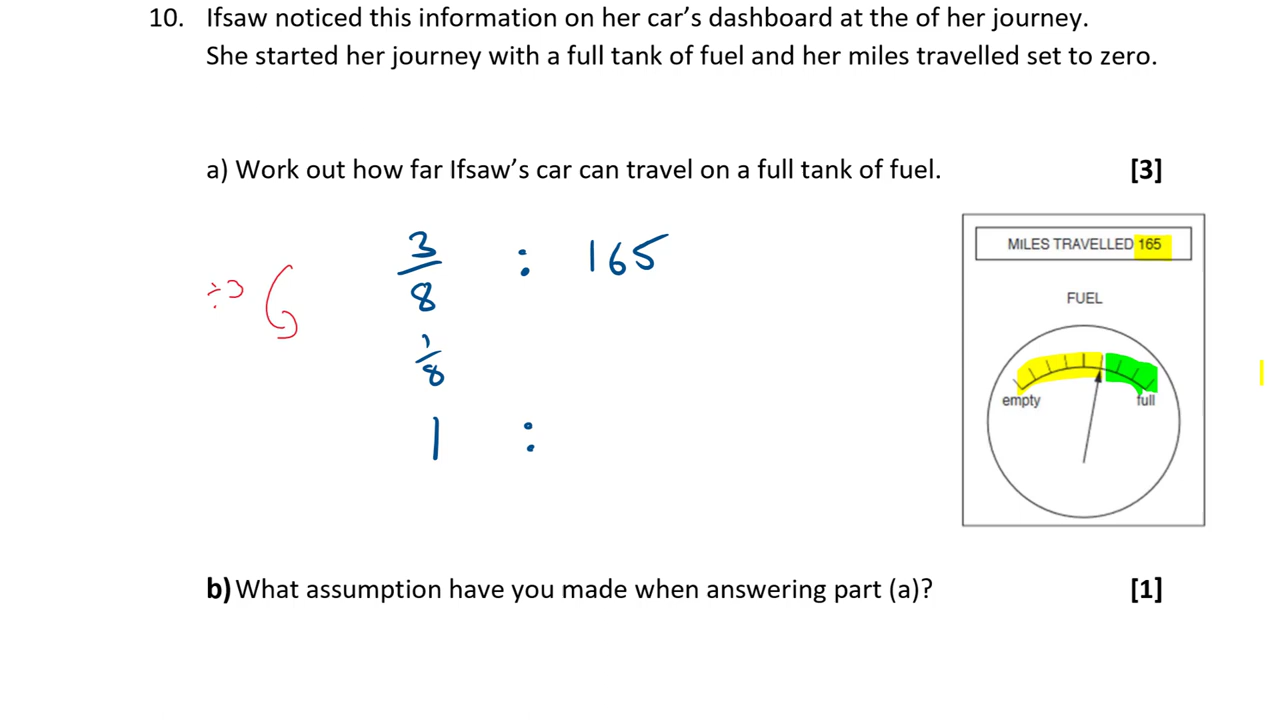 10. Ifsaw noticed this information on her car's dashboard at the of her journey.
She started her journey with a full tank of fuel and her miles travelled set to zero.
a) Work out how far Ifsaw's car can travel on a full tank of fuel. [3]
3/8 : 165
÷3
1/8
1 :
MILES TRAVELLED 165
FUEL
empty full
b) What assumption have you made when answering part (a)? [1]